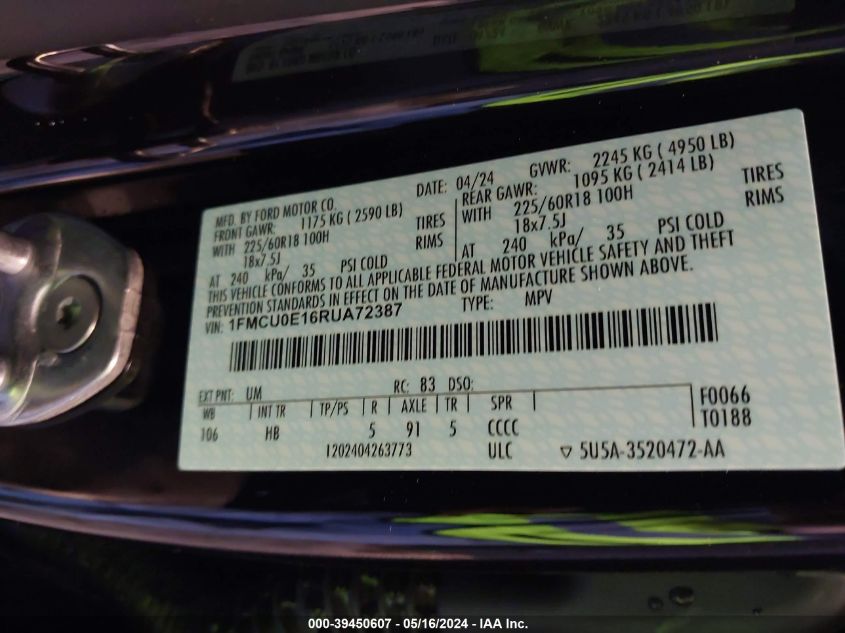 MFD. BY FORD MOTOR CO.
DATE: 04/24 GVWR: 2245 KG ( 4950 LB)
FRONT GAWR: 1175 KG ( 2590 LB)
REAR GAWR: 1095 KG ( 2414 LB)
WITH 225/60R18 100H TIRES
WITH 225/60R18 100H TIRES
18x7.5J RIMS
18x7.5J RIMS
AT 240 kPa/ 35 PSI COLD
AT 240 kPa/ 35 PSI COLD
THIS VEHICLE CONFORMS TO ALL APPLICABLE FEDERAL MOTOR VEHICLE SAFETY AND THEFT
PREVENTION STANDARDS IN EFFECT ON THE DATE OF MANUFACTURE SHOWN ABOVE.
VIN: 1FMCU0E16RUA72387 TYPE: MPV
EXT PNT: UM RC: 83 DSO:
WB INT TR TP/PS R AXLE TR SPR F0066
106 HB 5 91 5 CCCC T0188
1202404263773 ULC ▽ 5U5A-3520472-AA
000-39450607 - 05/16/2024 - IAA Inc.